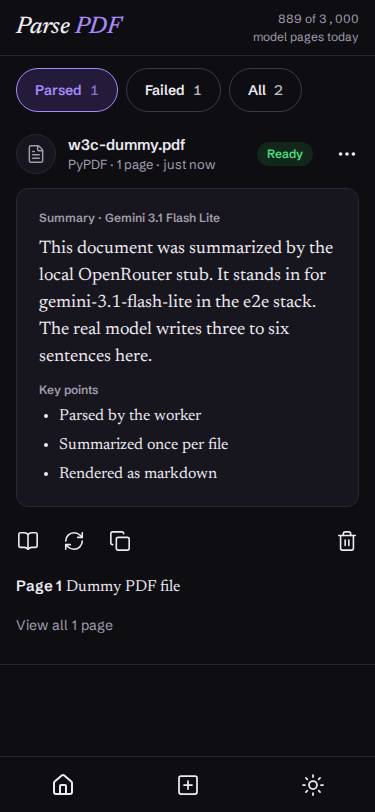 Parse PDF
889 of 3,000
model pages today
Parsed 1
Failed 1
All 2
w3c-dummy.pdf
PyPDF · 1 page · just now
Ready
Summary · Gemini 3.1 Flash Lite
This document was summarized by the
local OpenRouter stub. It stands in for
gemini-3.1-flash-lite in the e2e stack.
The real model writes three to six
sentences here.
Key points
• Parsed by the worker
• Summarized once per file
• Rendered as markdown
Page 1 Dummy PDF file
View all 1 page